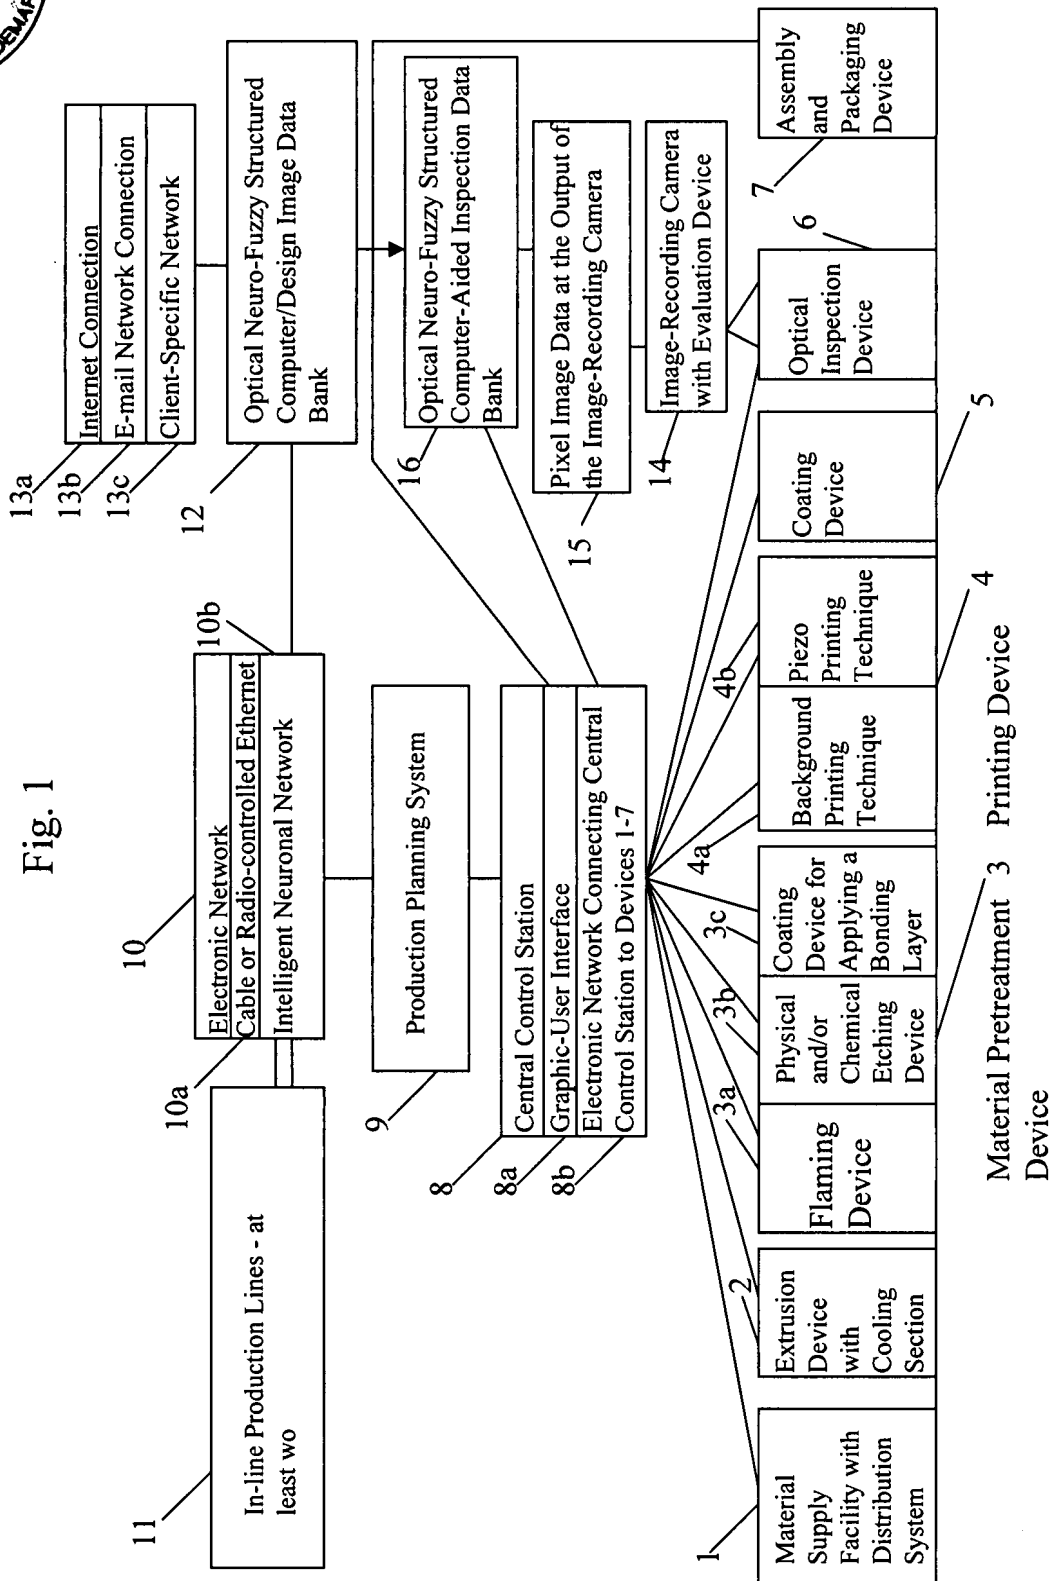 DEMAR
Fig. 1
13a
Internet Connection
13b
E-mail Network Connection
13c
Client-Specific Network
10
Electronic Network
10a
Cable or Radio-controlled Ethernet
10b
Intelligent Neuronal Network
12
Optical Neuro-Fuzzy Structured
Computer/Design Image Data
Bank
11
In-line Production Lines - at
least wo
9
Production Planning System
16
Optical Neuro-Fuzzy Structured
Computer-Aided Inspection Data
Bank
8
Central Control Station
8a
Graphic-User Interface
8b
Electronic Network Connecting Central
Control Station to Devices 1-7
15
Pixel Image Data at the Output of
the Image-Recording Camera
14
Image-Recording Camera
with Evaluation Device
1
Material
Supply
Facility with
Distribution
System
2
Extrusion
Device
with
Cooling
Section
3a
Flaming
Device
3b
Physical
and/or
Chemical
Etching
Device
3c
Coating
Device for
Applying a
Bonding
Layer
4a
Background
Printing
Technique
4b
Piezo
Printing
Technique
Coating
Device
5
Optical
Inspection
Device
6
Assembly
and
Packaging
Device
7
Material Pretreatment 3
Device
Printing Device
4